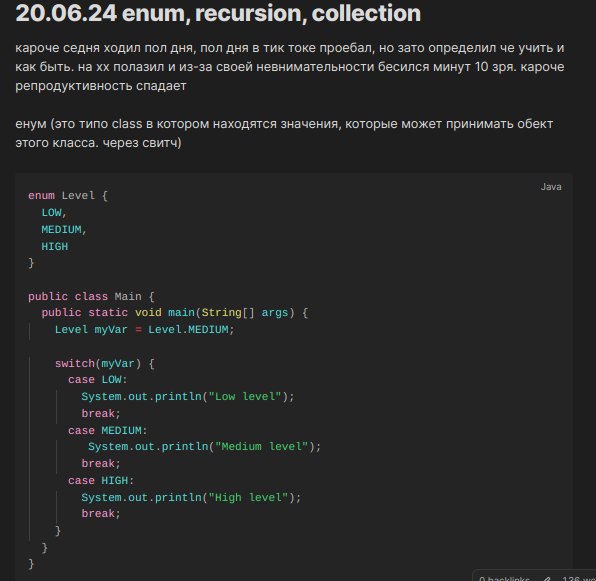 20.06.24 enum, recursion, collection
кароче седня ходил пол дня, пол дня в тик токе проебал, но зато определил че учить и
как быть. на хх полазил и из-за своей невнимательности бесился минут 10 зря. кароче
репродуктивность спадает
енум (это типо class в котором находятся значения, которые может принимать обект
этого класса. через свитч)
Java
enum Level {
LOW,
MEDIUM,
HIGH
}
public class Main {
public static void main(String[] args) {
Level myVar = Level.MEDIUM;
switch(myVar) {
case LOW:
System.out.println("Low level");
break;
case MEDIUM:
System.out.println("Medium level");
break;
case HIGH:
System.out.println("High level");
break;
}
}
}
0 backlinks